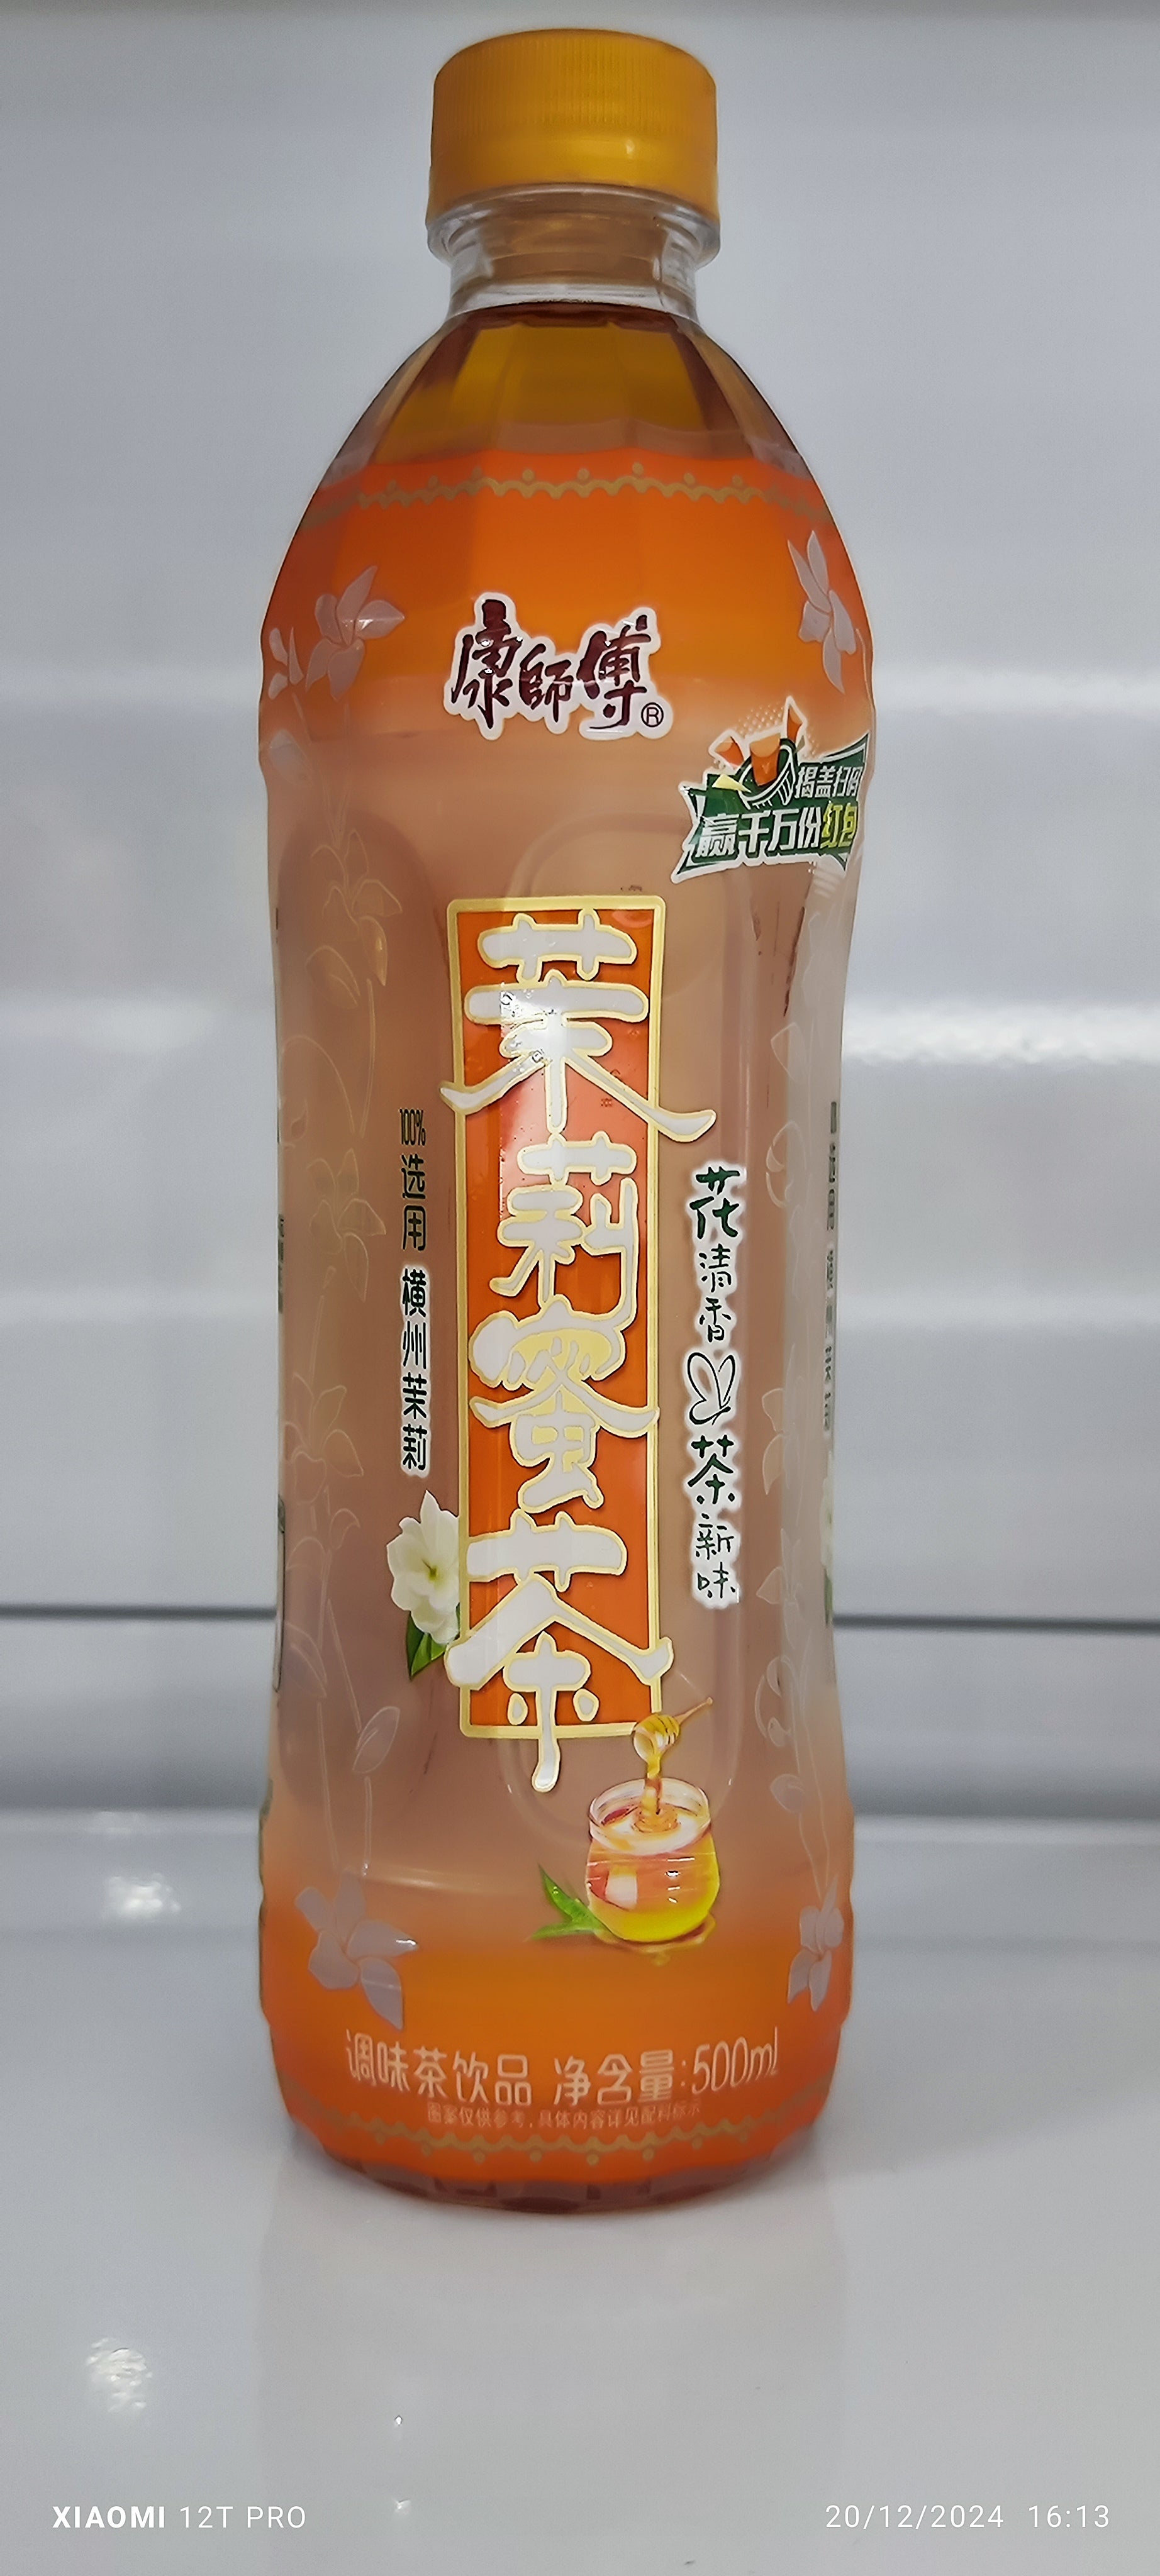 康師傅®
揭盖扫码
赢千万份红包
茉莉蜜茶
100%选用 横州茉莉
花清香
茶新味
调味茶饮品 净含量:500ml
图案仅供参考，具体内容详见配料标示
XIAOMI 12T PRO
20/12/2024 16:13